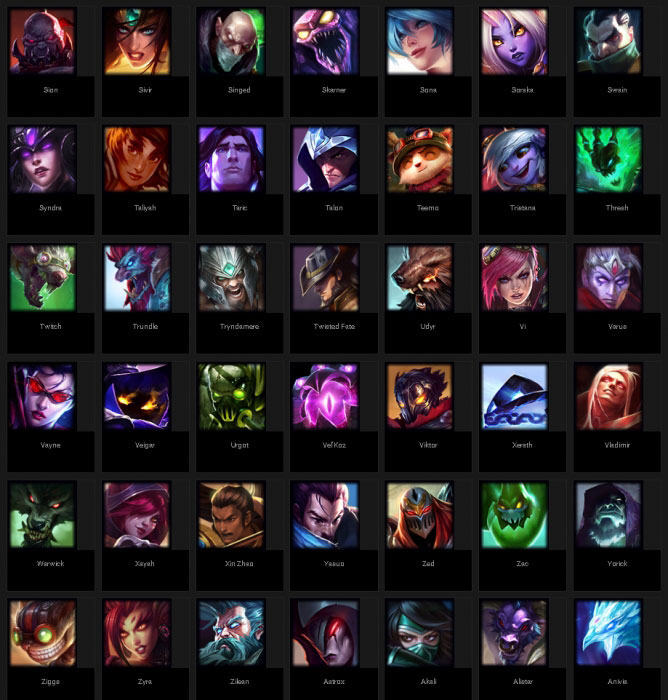 Sion
Sivir
Singed
Skarner
Sona
Soraka
Swain
Syndra
Taliyah
Taric
Talon
Teemo
Tristana
Thresh
Twitch
Trundle
Tryndamere
Twisted Fate
Udyr
Vi
Varus
Vayne
Veigar
Urgot
Vel'Koz
Viktor
Xerath
Vladimir
Warwick
Xayah
Xin Zhao
Yasuo
Zed
Zac
Yorick
Ziggs
Zyra
Zilean
Aatrox
Akali
Alistar
Anivia